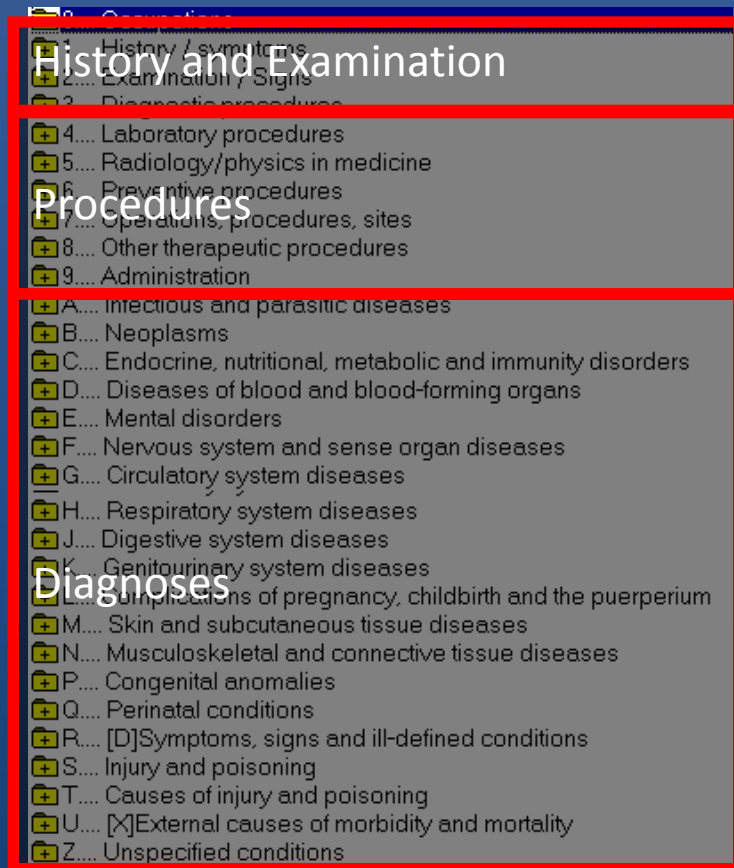 0.... Occupations
1.... History / symptoms
History and Examination
2.... Examination / Signs
3.... Diagnostic procedures
4.... Laboratory procedures
5.... Radiology/physics in medicine
6.... Preventive procedures
Procedures
7.... Operations, procedures, sites
8.... Other therapeutic procedures
9.... Administration
A.... Infectious and parasitic diseases
B.... Neoplasms
C.... Endocrine, nutritional, metabolic and immunity disorders
D.... Diseases of blood and blood-forming organs
E.... Mental disorders
F.... Nervous system and sense organ diseases
G.... Circulatory system diseases
H.... Respiratory system diseases
J.... Digestive system diseases
K.... Genitourinary system diseases
Diagnoses
L.... Complications of pregnancy, childbirth and the puerperium
M.... Skin and subcutaneous tissue diseases
N.... Musculoskeletal and connective tissue diseases
P.... Congenital anomalies
Q.... Perinatal conditions
R.... [D]Symptoms, signs and ill-defined conditions
S.... Injury and poisoning
T.... Causes of injury and poisoning
U.... [X]External causes of morbidity and mortality
Z.... Unspecified conditions